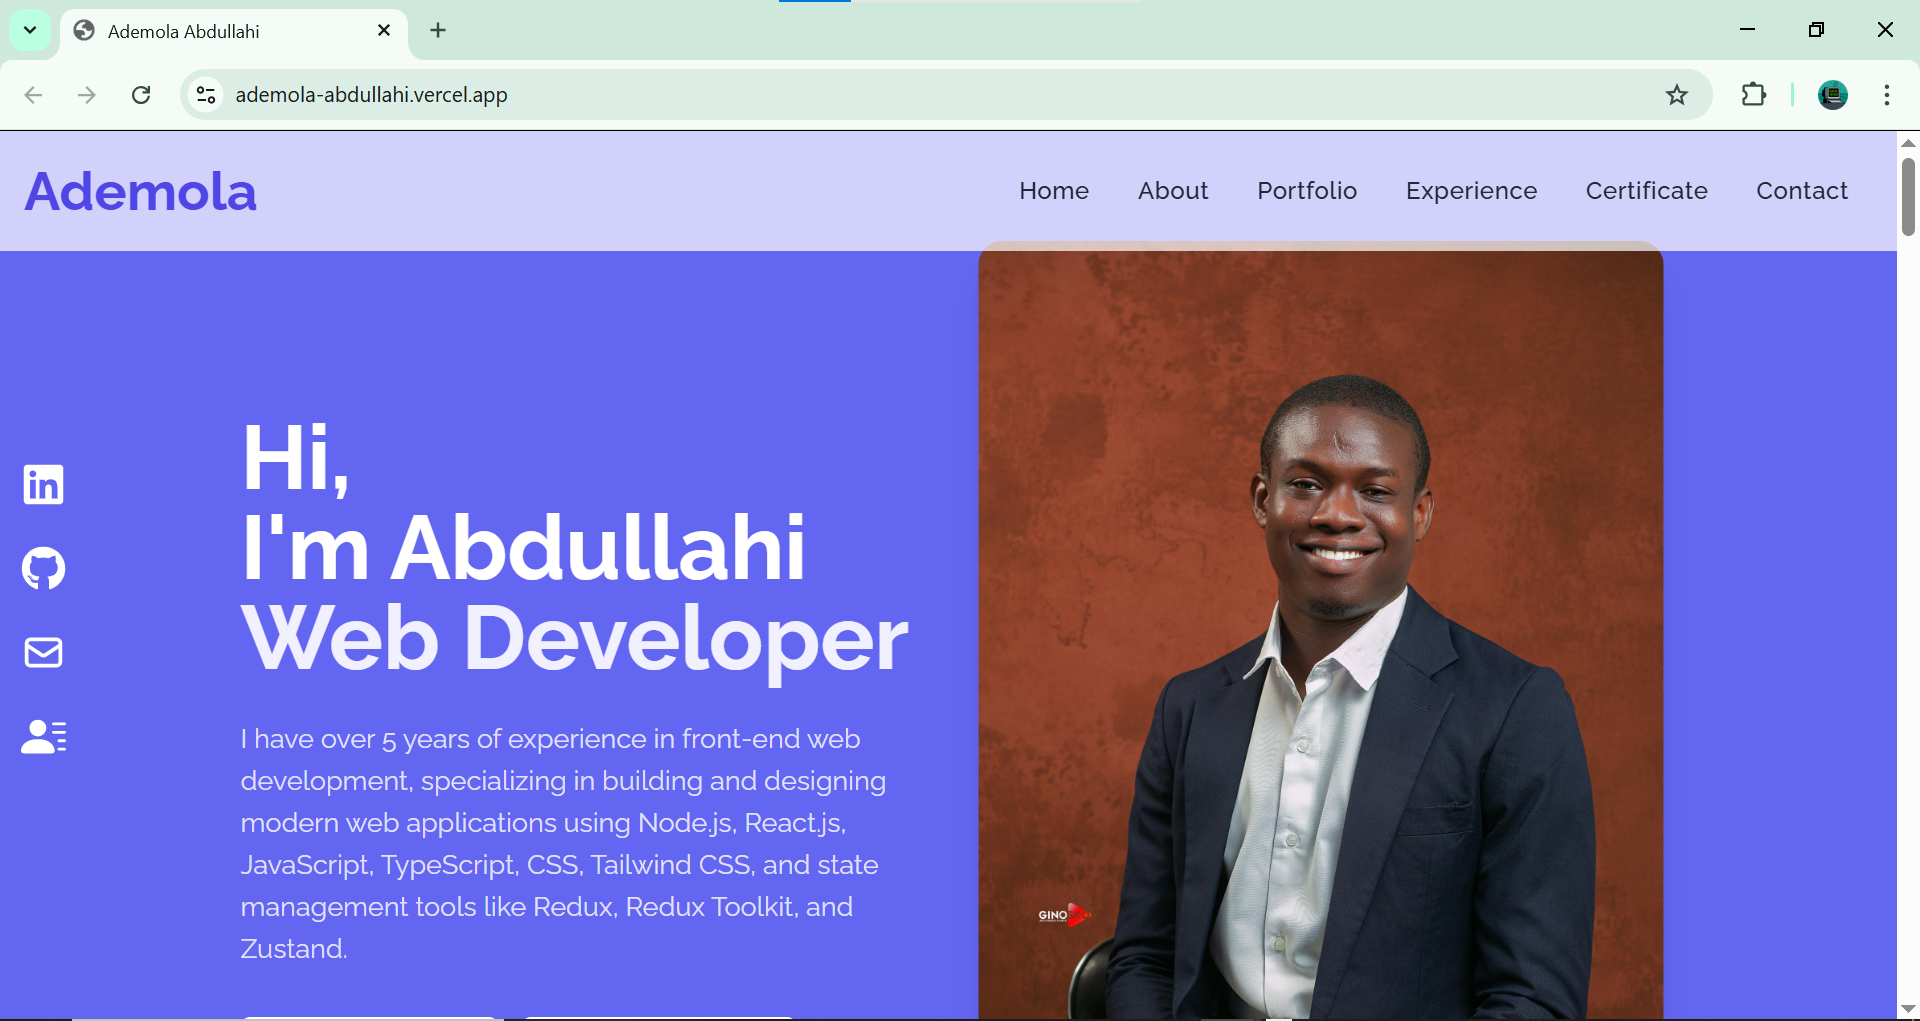 Ademola Abdullahi
ademola-abdullahi.vercel.app
Ademola
Home About Portfolio Experience Certificate Contact
Hi,
I'm Abdullahi
Web Developer
in
I have over 5 years of experience in front-end web
development, specializing in building and designing
modern web applications using Node.js, React.js,
JavaScript, TypeScript, CSS, Tailwind CSS, and state
management tools like Redux, Redux Toolkit, and
Zustand.